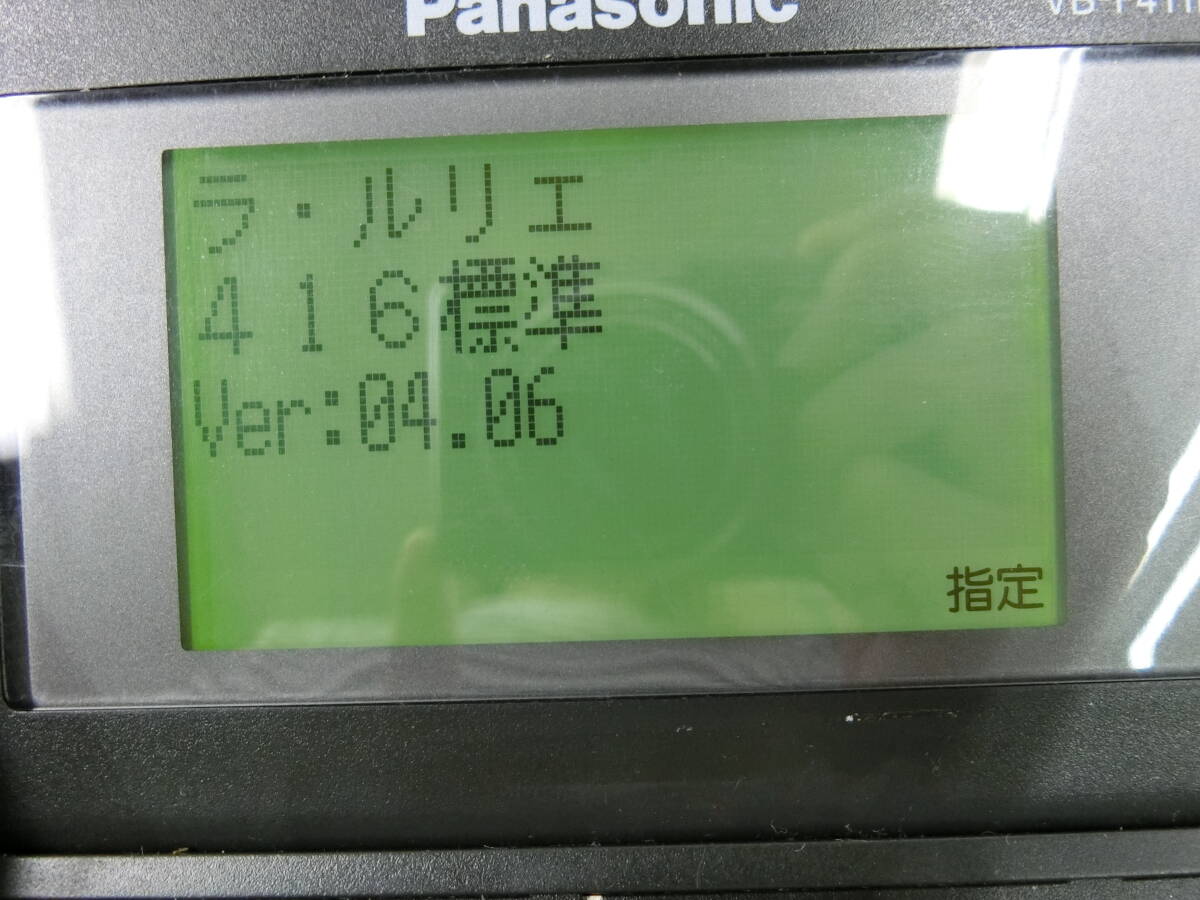 Panasonic
ラ・ルリエ
416標準
Ver:04.06
指定